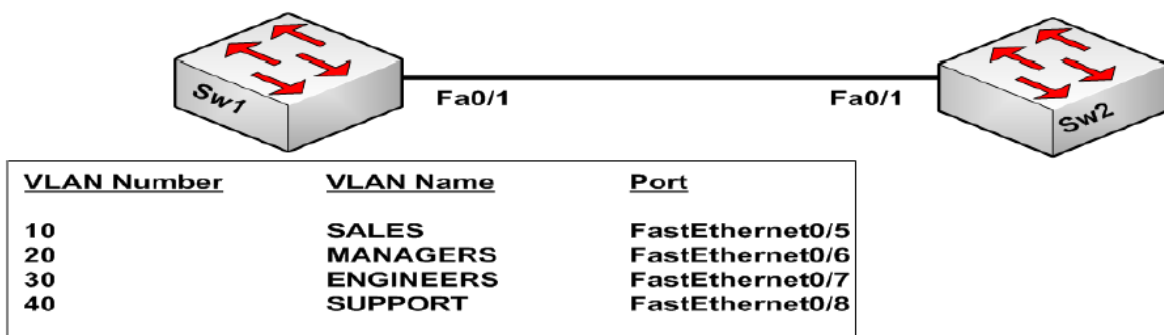 Sw1
Fa0/1
Fa0/1
Sw2
VLAN Number VLAN Name Port
10 SALES FastEthernet0/5
20 MANAGERS FastEthernet0/6
30 ENGINEERS FastEthernet0/7
40 SUPPORT FastEthernet0/8